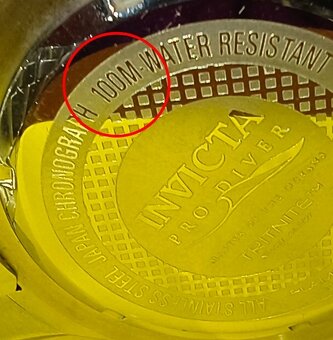 JAPAN CHRONOGRAPH 100M-WATER RESISTANT
ALL STAINLESS STEEL
INVICTA
PRO DIVER